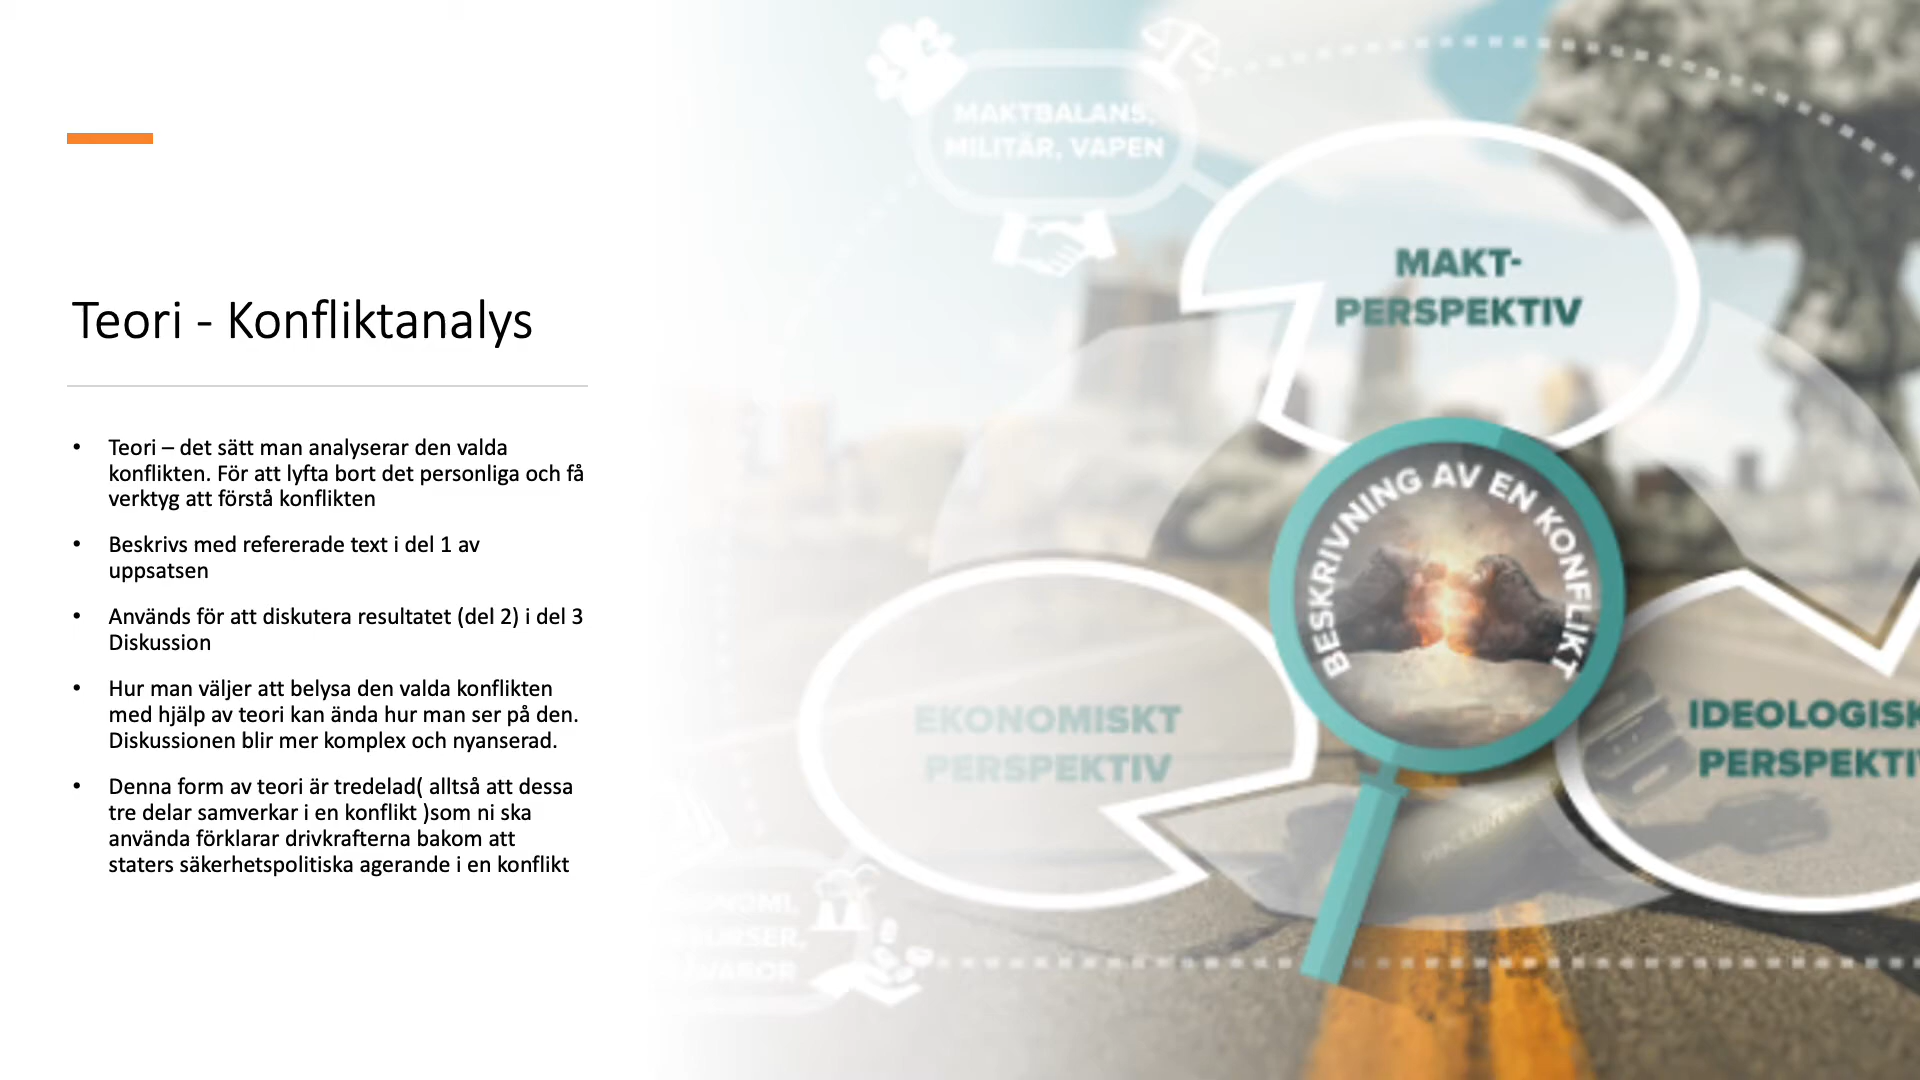 Teori - Konfliktanalys
• Teori – det sätt man analyserar den valda
konflikten. För att lyfta bort det personliga och få
verktyg att förstå konflikten
• Beskrivs med refererade text i del 1 av
uppsatsen
• Används för att diskutera resultatet (del 2) i del 3
Diskussion
• Hur man väljer att belysa den valda konflikten
med hjälp av teori kan ända hur man ser på den.
Diskussionen blir mer komplex och nyanserad.
• Denna form av teori är tredelad( alltså att dessa
tre delar samverkar i en konflikt )som ni ska
använda förklarar drivkrafterna bakom att
staters säkerhetspolitiska agerande i en konflikt
MAKTBALANS,
MILITÄR, VAPEN
MAKT-
PERSPEKTIV
BESKRIVNING AV EN KONFLIKT
EKONOMISKT
PERSPEKTIV
IDEOLOGISK
PERSPEKTIV